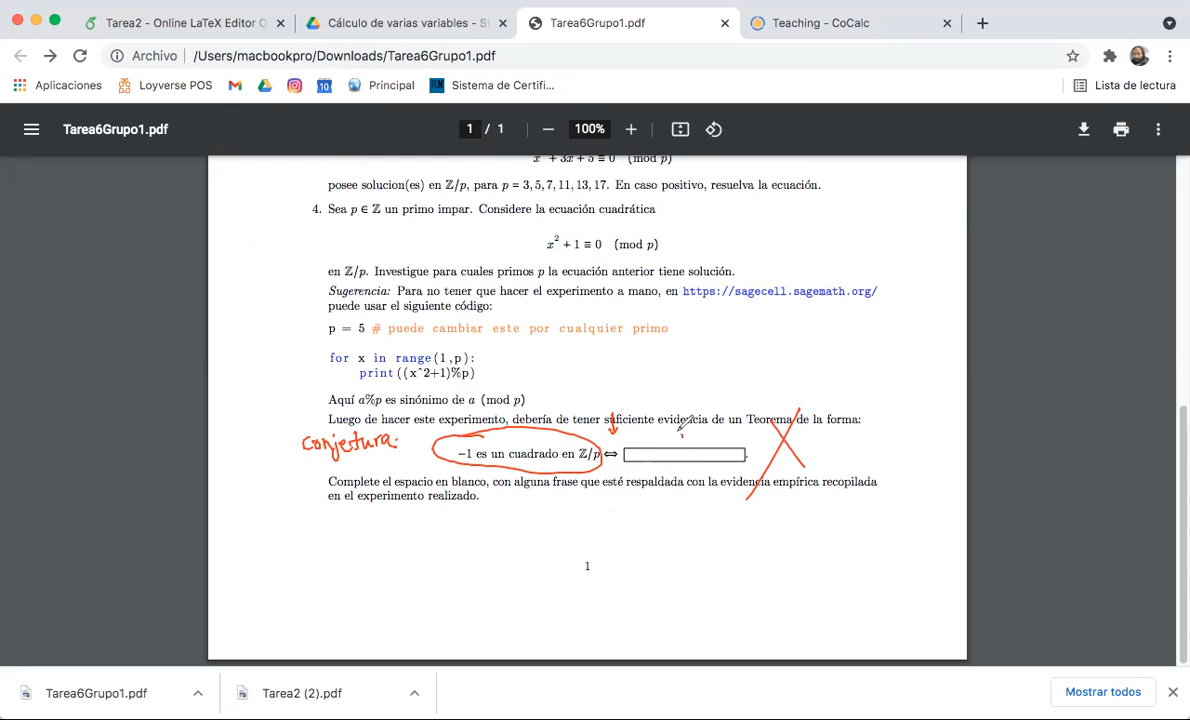 Tarea2 - Online LaTeX Editor O
Cálculo de varias variables - S
Tarea6Grupo1.pdf
Teaching - CoCalc
Archivo
/Users/macbookpro/Downloads/Tarea6Grupo1.pdf
Aplicaciones
Loyverse POS
10
Principal
RN
Sistema de Certifi...
Lista de lectura
Tarea6Grupo1.pdf
1 / 1
100%
x² + 3x + 5 ≡ 0 (mod p)
posee solucion(es) en ℤ/p, para p = 3, 5, 7, 11, 13, 17. En caso positivo, resuelva la ecuación.
4. Sea p ∈ ℤ un primo impar. Considere la ecuación cuadrática
x² + 1 ≡ 0 (mod p)
en ℤ/p. Investigue para cuales primos p la ecuación anterior tiene solución.
Sugerencia: Para no tener que hacer el experimento a mano, en https://sagecell.sagemath.org/
puede usar el siguiente código:
p = 5 # puede cambiar este por cualquier primo
for x in range(1,p):
print((x^2+1)%p)
Aquí a%p es sinónimo de a (mod p)
Luego de hacer este experimento, debería de tener suficiente evidencia de un Teorema de la forma:
Conjestura:
−1 es un cuadrado en ℤ/p ⇔ .
Complete el espacio en blanco, con alguna frase que esté respaldada con la evidencia empírica recopilada
en el experimento realizado.
1
Tarea6Grupo1.pdf
Tarea2 (2).pdf
Mostrar todos